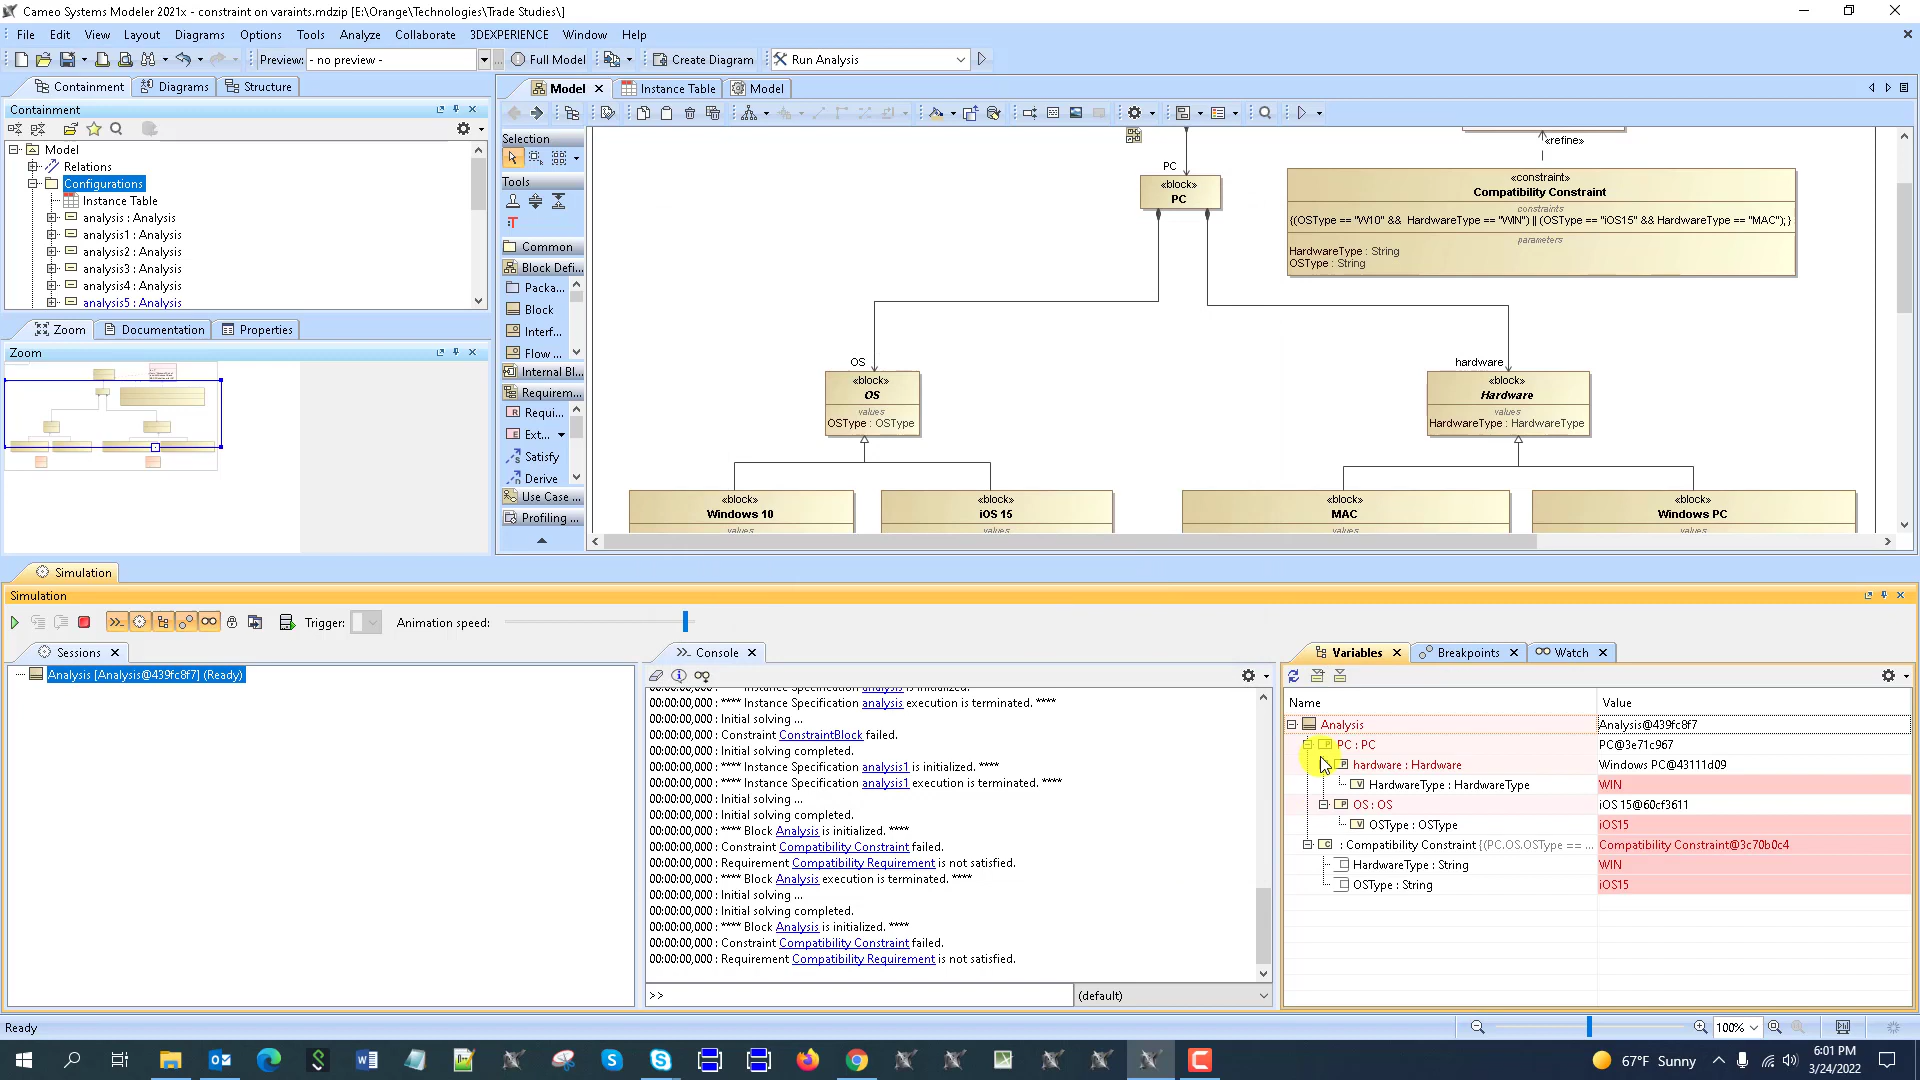 Cameo Systems Modeler 2021x - constraint on varaints.mdzip [E:\Orange\Technologies\Trade Studies\]
File Edit View Layout Diagrams Options Tools Analyze Collaborate 3DEXPERIENCE Window Help
Preview: - no preview - Full Model Create Diagram Run Analysis
Containment Diagrams Structure
Containment
Model
Relations
Configurations
Instance Table
analysis : Analysis
analysis1 : Analysis
analysis2 : Analysis
analysis3 : Analysis
analysis4 : Analysis
analysis5 : Analysis
Zoom Documentation Properties
Zoom
Model Instance Table Model
Selection
Tools
Common
Block Defi...
Packa...
Block
Interf...
Flow ...
Internal Bl...
Requirem...
Requi...
Ext...
Satisfy
Derive
Use Case ...
Profiling ...
«refine»
PC
«block»
PC
«constraint»
Compatibility Constraint
constraints
{(OSType == "W10" && HardwareType == "WIN") || (OSType == "iOS15" && HardwareType == "MAC"); }
parameters
HardwareType : String
OSType : String
OS
«block»
OS
values
OSType : OSType
hardware
«block»
Hardware
values
HardwareType : HardwareType
«block»
Windows 10
values
«block»
iOS 15
values
«block»
MAC
values
«block»
Windows PC
values
Simulation
Simulation
Trigger: Animation speed:
Sessions
Analysis [Analysis@439fc8f7] (Ready)
Console
00:00:00,000 : **** Instance Specification analysis is initialized. ****
00:00:00,000 : **** Instance Specification analysis execution is terminated. ****
00:00:00,000 : Initial solving ...
00:00:00,000 : Constraint ConstraintBlock failed.
00:00:00,000 : Initial solving completed.
00:00:00,000 : **** Instance Specification analysis1 is initialized. ****
00:00:00,000 : **** Instance Specification analysis1 execution is terminated. ****
00:00:00,000 : Initial solving ...
00:00:00,000 : Initial solving completed.
00:00:00,000 : **** Block Analysis is initialized. ****
00:00:00,000 : Constraint Compatibility Constraint failed.
00:00:00,000 : Requirement Compatibility Requirement is not satisfied.
00:00:00,000 : **** Block Analysis execution is terminated. ****
00:00:00,000 : Initial solving ...
00:00:00,000 : Initial solving completed.
00:00:00,000 : **** Block Analysis is initialized. ****
00:00:00,000 : Constraint Compatibility Constraint failed.
00:00:00,000 : Requirement Compatibility Requirement is not satisfied.
>> (default)
Variables Breakpoints Watch
Name Value
Analysis Analysis@439fc8f7
PC : PC PC@3e71c967
hardware : Hardware Windows PC@43111d09
HardwareType : HardwareType WIN
OS : OS iOS 15@60cf3611
OSType : OSType iOS15
: Compatibility Constraint {(PC.OS.OSType == ... Compatibility Constraint@3c70b0c4
HardwareType : String WIN
OSType : String iOS15
Ready 100%
67°F Sunny 6:01 PM
3/24/2022